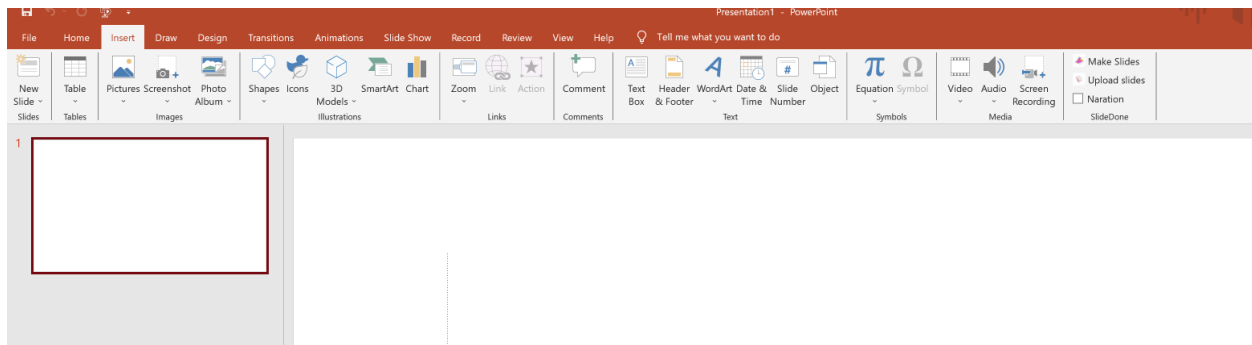 Presentation1 - PowerPoint
File Home Insert Draw Design Transitions Animations Slide Show Record Review View Help Tell me what you want to do
New Slide
Table
Pictures Screenshot Photo Album
Shapes Icons 3D Models SmartArt Chart
Zoom Link Action
Comment
Text Box Header & Footer WordArt Date & Time Slide Number Object
Equation Symbol
Video Audio Screen Recording
Make Slides
Upload slides
Naration
Slides Tables Images Illustrations Links Comments Text Symbols Media SlideDone
1